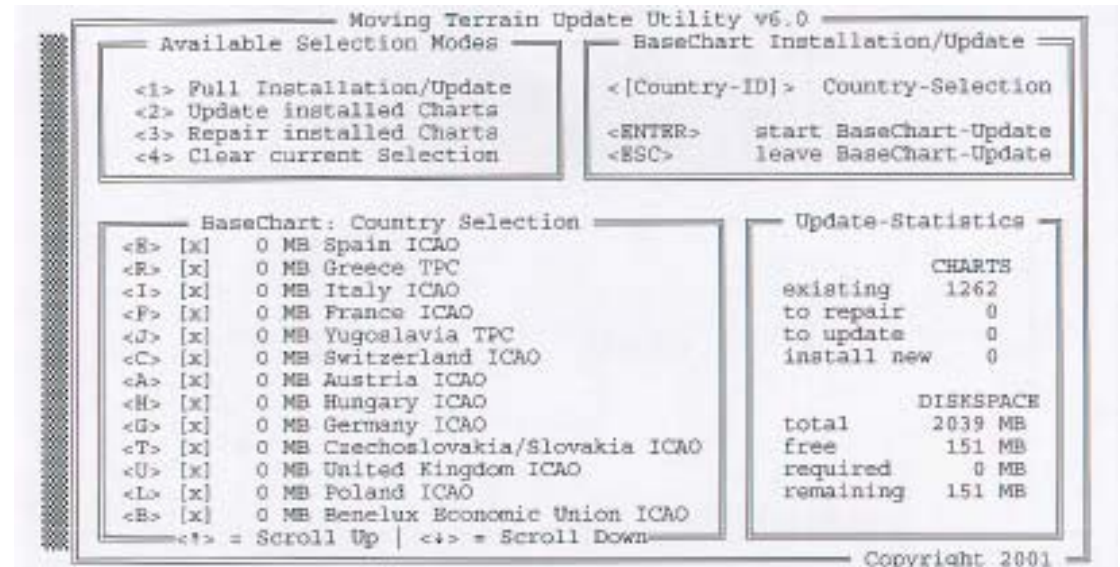 Moving Terrain Update Utility v6.0
Available Selection Modes
<1> Full Installation/Update
<2> Update installed Charts
<3> Repair installed Charts
<4> Clear current Selection
BaseChart Installation/Update
<[Country-ID]> Country-Selection
<ENTER> start BaseChart-Update
<ESC> leave BaseChart-Update
BaseChart: Country Selection
<E> [x] 0 MB Spain ICAO
<R> [x] 0 MB Greece TPC
<I> [x] 0 MB Italy ICAO
<F> [x] 0 MB France ICAO
<J> [x] 0 MB Yugoslavia TPC
<C> [x] 0 MB Switzerland ICAO
<A> [x] 0 MB Austria ICAO
<H> [x] 0 MB Hungary ICAO
<G> [x] 0 MB Germany ICAO
<T> [x] 0 MB Czechoslovakia/Slovakia ICAO
<U> [x] 0 MB United Kingdom ICAO
<L> [x] 0 MB Poland ICAO
<B> [x] 0 MB Benelux Economic Union ICAO
<↑> = Scroll Up | <↓> = Scroll Down
Update-Statistics
CHARTS
existing 1262
to repair 0
to update 0
install new 0
DISKSPACE
total 2039 MB
free 151 MB
required 0 MB
remaining 151 MB
Copyright 2001